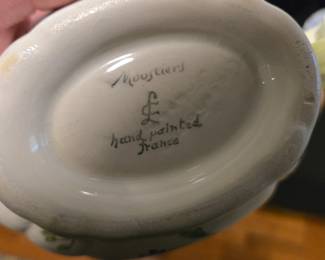 Moustiers
hand painted
France